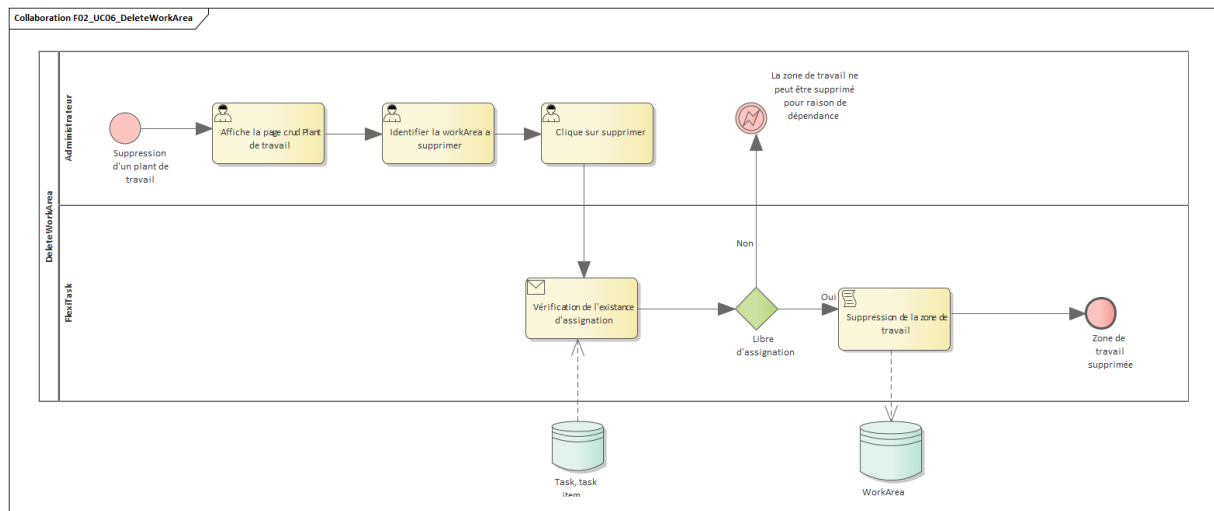 Collaboration F02_UC06_DeleteWorkArea
DeleteWorkArea
Administrateur
Suppression
d'un plant de
travail
Affiche la page crud Plant
de travail
Identifier la workArea a
supprimer
Clique sur supprimer
La zone de travail ne
peut être supprimé
pour raison de
dépendance
FlexiTask
Vérification de l'existance
d'assignation
Non
Libre
d'assignation
Oui
Suppression de la zone de
travail
Zone de
travail
supprimée
Task, task
item
WorkArea